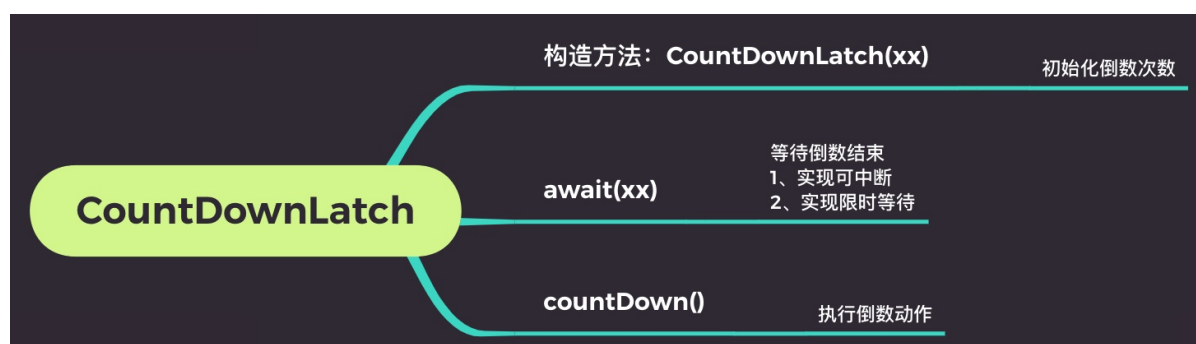 构造方法：CountDownLatch(xx)
初始化倒数次数
CountDownLatch
await(xx)
等待倒数结束
1、实现可中断
2、实现限时等待
countDown()
执行倒数动作